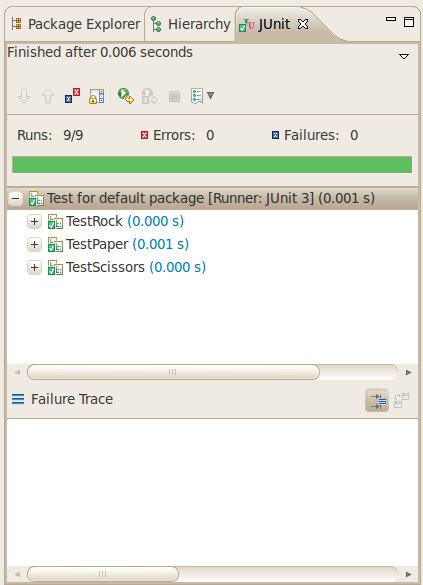 Package Explorer Hierarchy JUnit
Finished after 0.006 seconds
Runs: 9/9 Errors: 0 Failures: 0
Test for default package [Runner: JUnit 3] (0.001 s)
TestRock (0.000 s)
TestPaper (0.001 s)
TestScissors (0.000 s)
Failure Trace